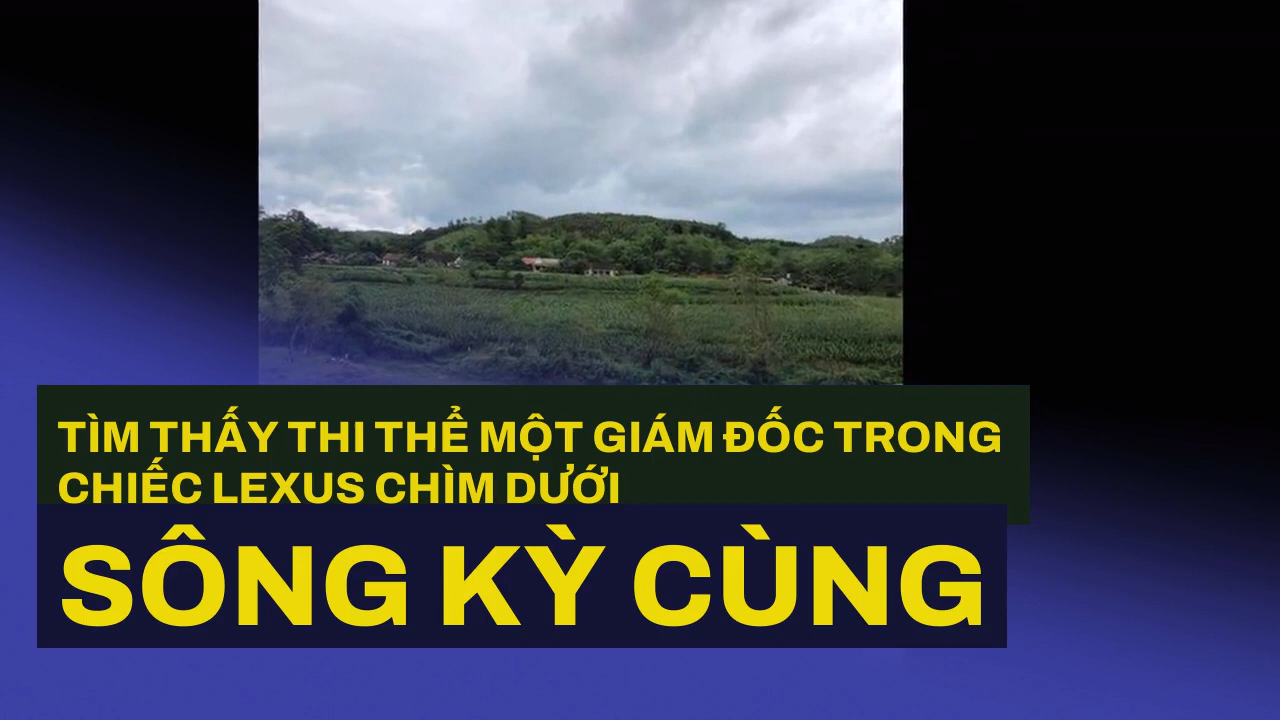 TÌM THẤY THI THỂ MỘT GIÁM ĐỐC TRONG
CHIẾC LEXUS CHÌM DƯỚI
SÔNG KỲ CÙNG